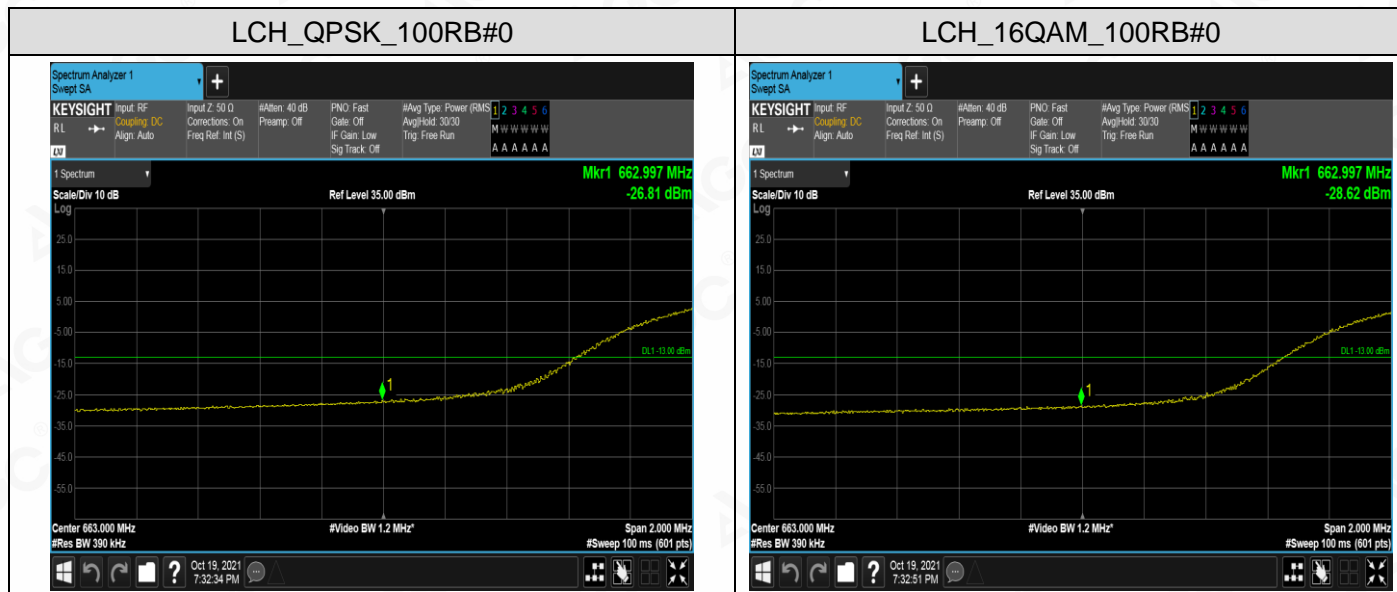 LCH_QPSK_100RB#0
Spectrum Analyzer 1
Swept SA
+
KEYSIGHT
RL
LXI
Input: RF
Coupling: DC
Align: Auto
Input Z: 50 Ω
Corrections: On
Freq Ref: Int (S)
#Atten: 40 dB
Preamp: Off
PNO: Fast
Gate: Off
IF Gain: Low
Sig Track: Off
#Avg Type: Power (RMS
Avg|Hold: 30/30
Trig: Free Run
1 2 3 4 5 6
M W W W W W
A A A A A A
1 Spectrum
Mkr1 662.997 MHz
Scale/Div 10 dB
Ref Level 35.00 dBm
-26.81 dBm
Log
25.0
15.0
5.00
-5.00
DL1 -13.00 dBm
-15.0
1
-25.0
-35.0
-45.0
-55.0
Center 663.000 MHz
#Video BW 1.2 MHz*
Span 2.000 MHz
#Res BW 390 kHz
#Sweep 100 ms (601 pts)
?
Oct 19, 2021
7:32:34 PM
LCH_16QAM_100RB#0
Spectrum Analyzer 1
Swept SA
+
KEYSIGHT
RL
LXI
Input: RF
Coupling: DC
Align: Auto
Input Z: 50 Ω
Corrections: On
Freq Ref: Int (S)
#Atten: 40 dB
Preamp: Off
PNO: Fast
Gate: Off
IF Gain: Low
Sig Track: Off
#Avg Type: Power (RMS
Avg|Hold: 30/30
Trig: Free Run
1 2 3 4 5 6
M W W W W W
A A A A A A
1 Spectrum
Mkr1 662.997 MHz
Scale/Div 10 dB
Ref Level 35.00 dBm
-28.62 dBm
Log
25.0
15.0
5.00
-5.00
DL1 -13.00 dBm
-15.0
1
-25.0
-35.0
-45.0
-55.0
Center 663.000 MHz
#Video BW 1.2 MHz*
Span 2.000 MHz
#Res BW 390 kHz
#Sweep 100 ms (601 pts)
?
Oct 19, 2021
7:32:51 PM